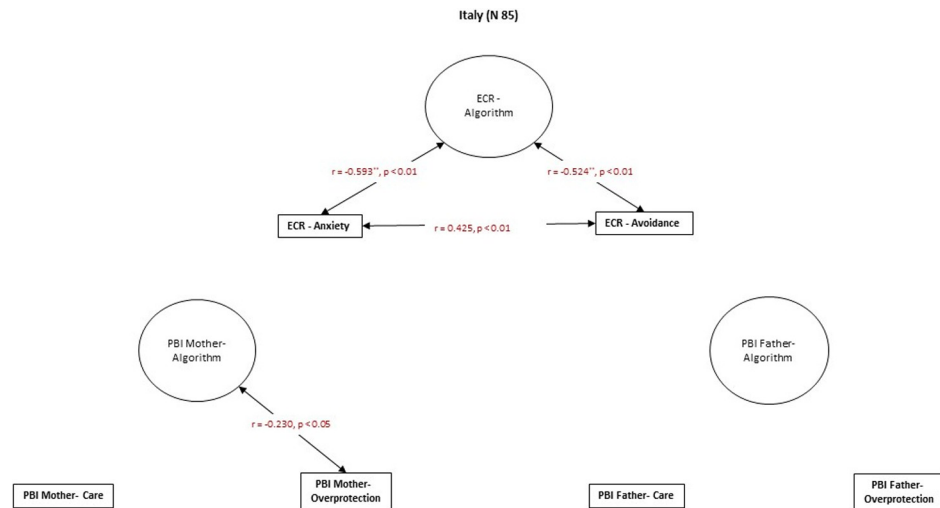 Italy (N 85)
ECR -
Algorithm
r = -0.593**, p <0.01
r = -0.524**, p <0.01
ECR - Anxiety
ECR - Avoidance
r = 0.425, p <0.01
PBI Mother-
Algorithm
PBI Father-
Algorithm
r = -0.230, p <0.05
PBI Mother- Care
PBI Mother-
Overprotection
PBI Father- Care
PBI Father-
Overprotection